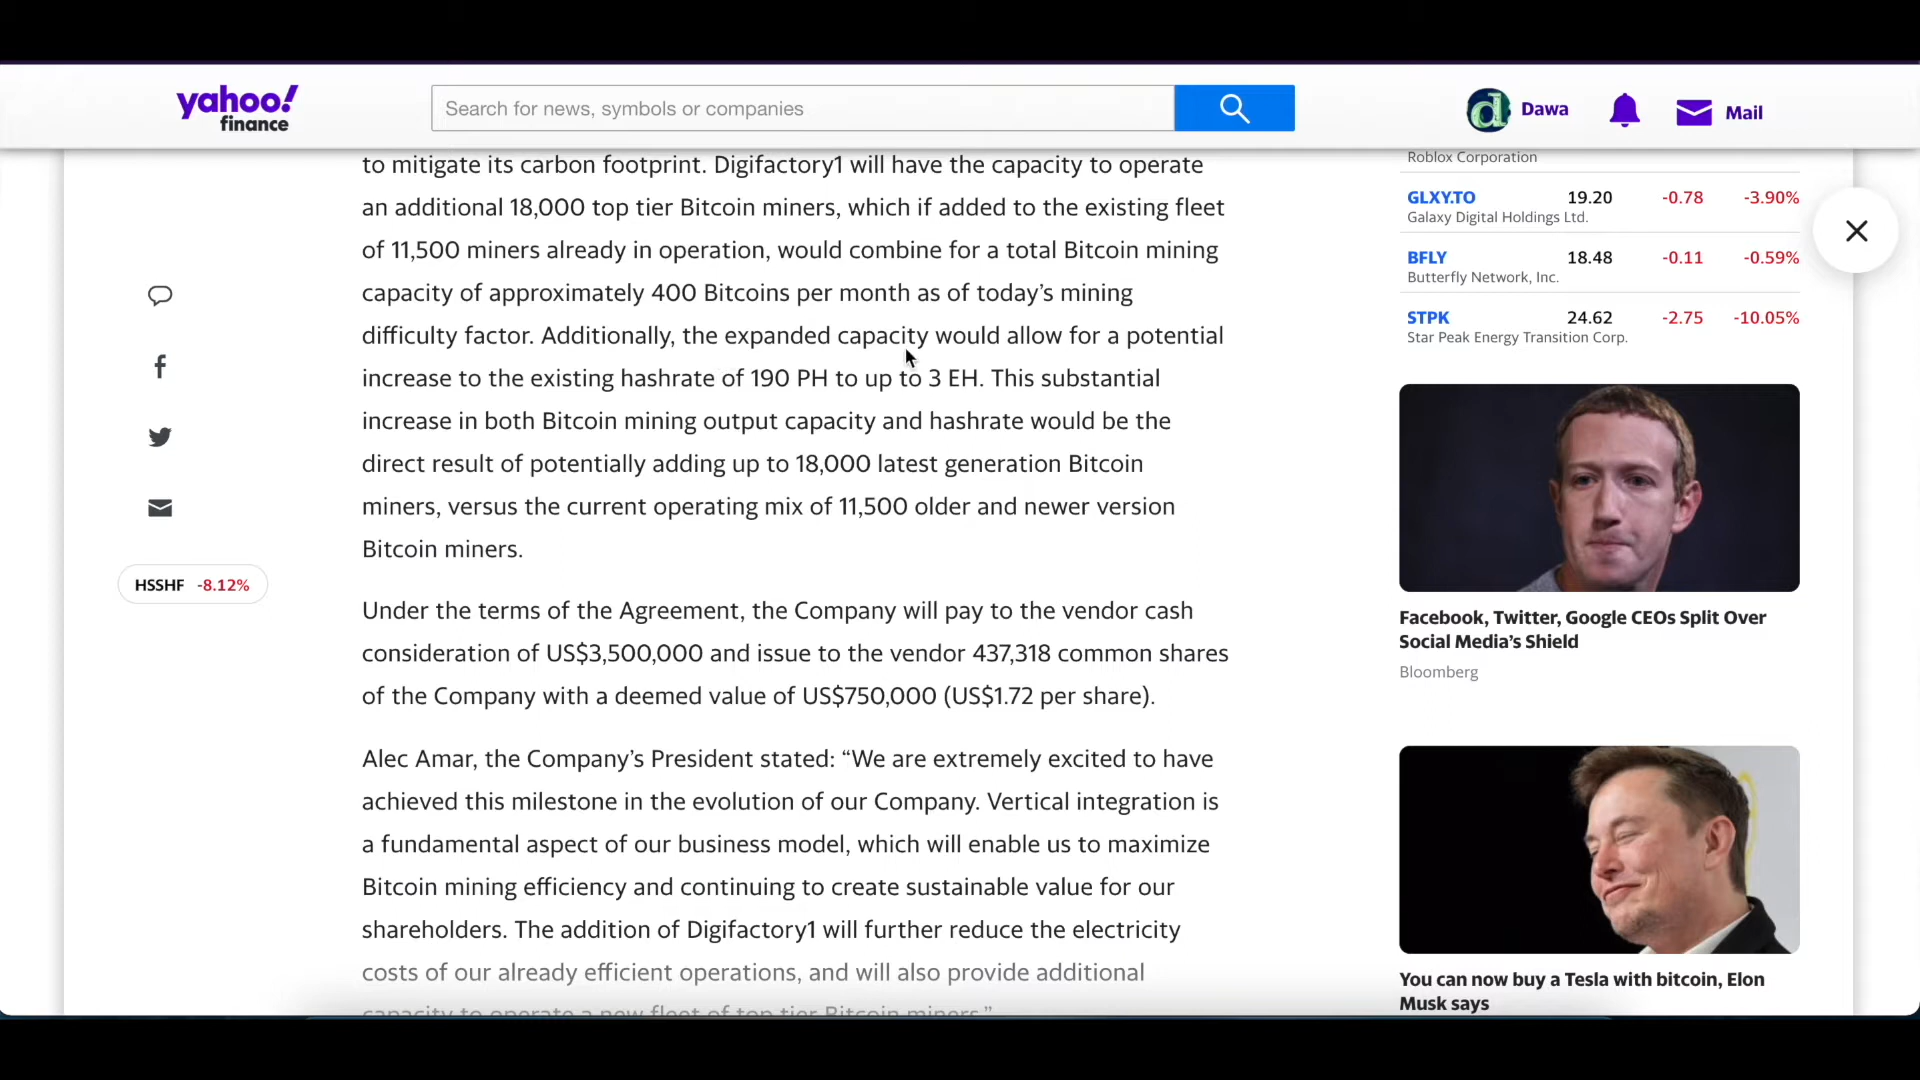 yahoo!
finance
Search for news, symbols or companies
Dawa
Mail
to mitigate its carbon footprint. Digifactory1 will have the capacity to operate
an additional 18,000 top tier Bitcoin miners, which if added to the existing fleet
of 11,500 miners already in operation, would combine for a total Bitcoin mining
capacity of approximately 400 Bitcoins per month as of today’s mining
difficulty factor. Additionally, the expanded capacity would allow for a potential
increase to the existing hashrate of 190 PH to up to 3 EH. This substantial
increase in both Bitcoin mining output capacity and hashrate would be the
direct result of potentially adding up to 18,000 latest generation Bitcoin
miners, versus the current operating mix of 11,500 older and newer version
Bitcoin miners.
Under the terms of the Agreement, the Company will pay to the vendor cash
consideration of US$3,500,000 and issue to the vendor 437,318 common shares
of the Company with a deemed value of US$750,000 (US$1.72 per share).
Alec Amar, the Company’s President stated: “We are extremely excited to have
achieved this milestone in the evolution of our Company. Vertical integration is
a fundamental aspect of our business model, which will enable us to maximize
Bitcoin mining efficiency and continuing to create sustainable value for our
shareholders. The addition of Digifactory1 will further reduce the electricity
costs of our already efficient operations, and will also provide additional
capacity to operate a new fleet of top tier Bitcoin miners.”
HSSHF -8.12%
Roblox Corporation
GLXY.TO 19.20 -0.78 -3.90%
Galaxy Digital Holdings Ltd.
BFLY 18.48 -0.11 -0.59%
Butterfly Network, Inc.
STPK 24.62 -2.75 -10.05%
Star Peak Energy Transition Corp.
Facebook, Twitter, Google CEOs Split Over
Social Media’s Shield
Bloomberg
You can now buy a Tesla with bitcoin, Elon
Musk says